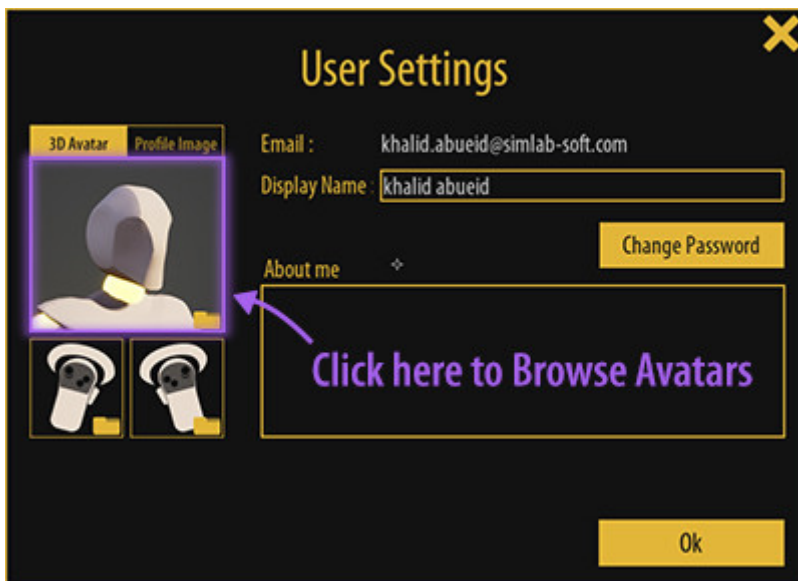 User Settings
3D Avatar Profile Image
Email : khalid.abueid@simlab-soft.com
Display Name : khalid abueid
Change Password
About me
Click here to Browse Avatars
Ok